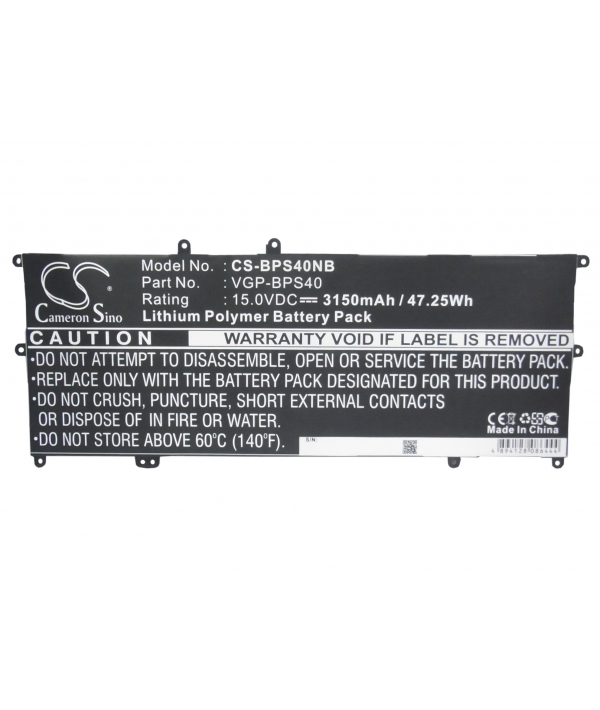 CS
Cameron Sino
Model No. : CS-BPS40NB
Part No. : VGP-BPS40
Rating : 15.0VDC 3150mAh / 47.25Wh
Lithium Polymer Battery Pack
CAUTION
WARRANTY VOID IF LABEL IS REMOVED
•DO NOT ATTEMPT TO DISASSEMBLE, OPEN OR SERVICE THE BATTERY PACK.
•REPLACE ONLY WITH THE BATTERY PACK DESIGNATED FOR THIS PRODUCT.
•DO NOT CRUSH, PUNCTURE, SHORT EXTERNAL CONTACTS
OR DISPOSE OF IN FIRE OR WATER.
•DO NOT STORE ABOVE 60°C (140°F)
CE
Made In China
S/N:
4894128086444